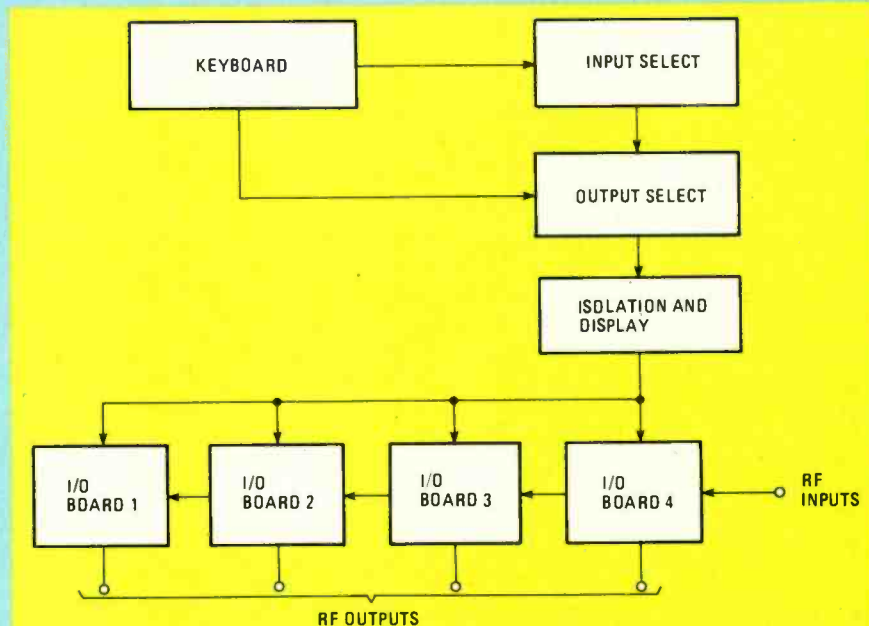 KEYBOARD
INPUT SELECT
OUTPUT SELECT
ISOLATION AND
DISPLAY
I/O
BOARD 1
I/O
BOARD 2
I/O
BOARD 3
I/O
BOARD 4
RF
INPUTS
RF OUTPUTS